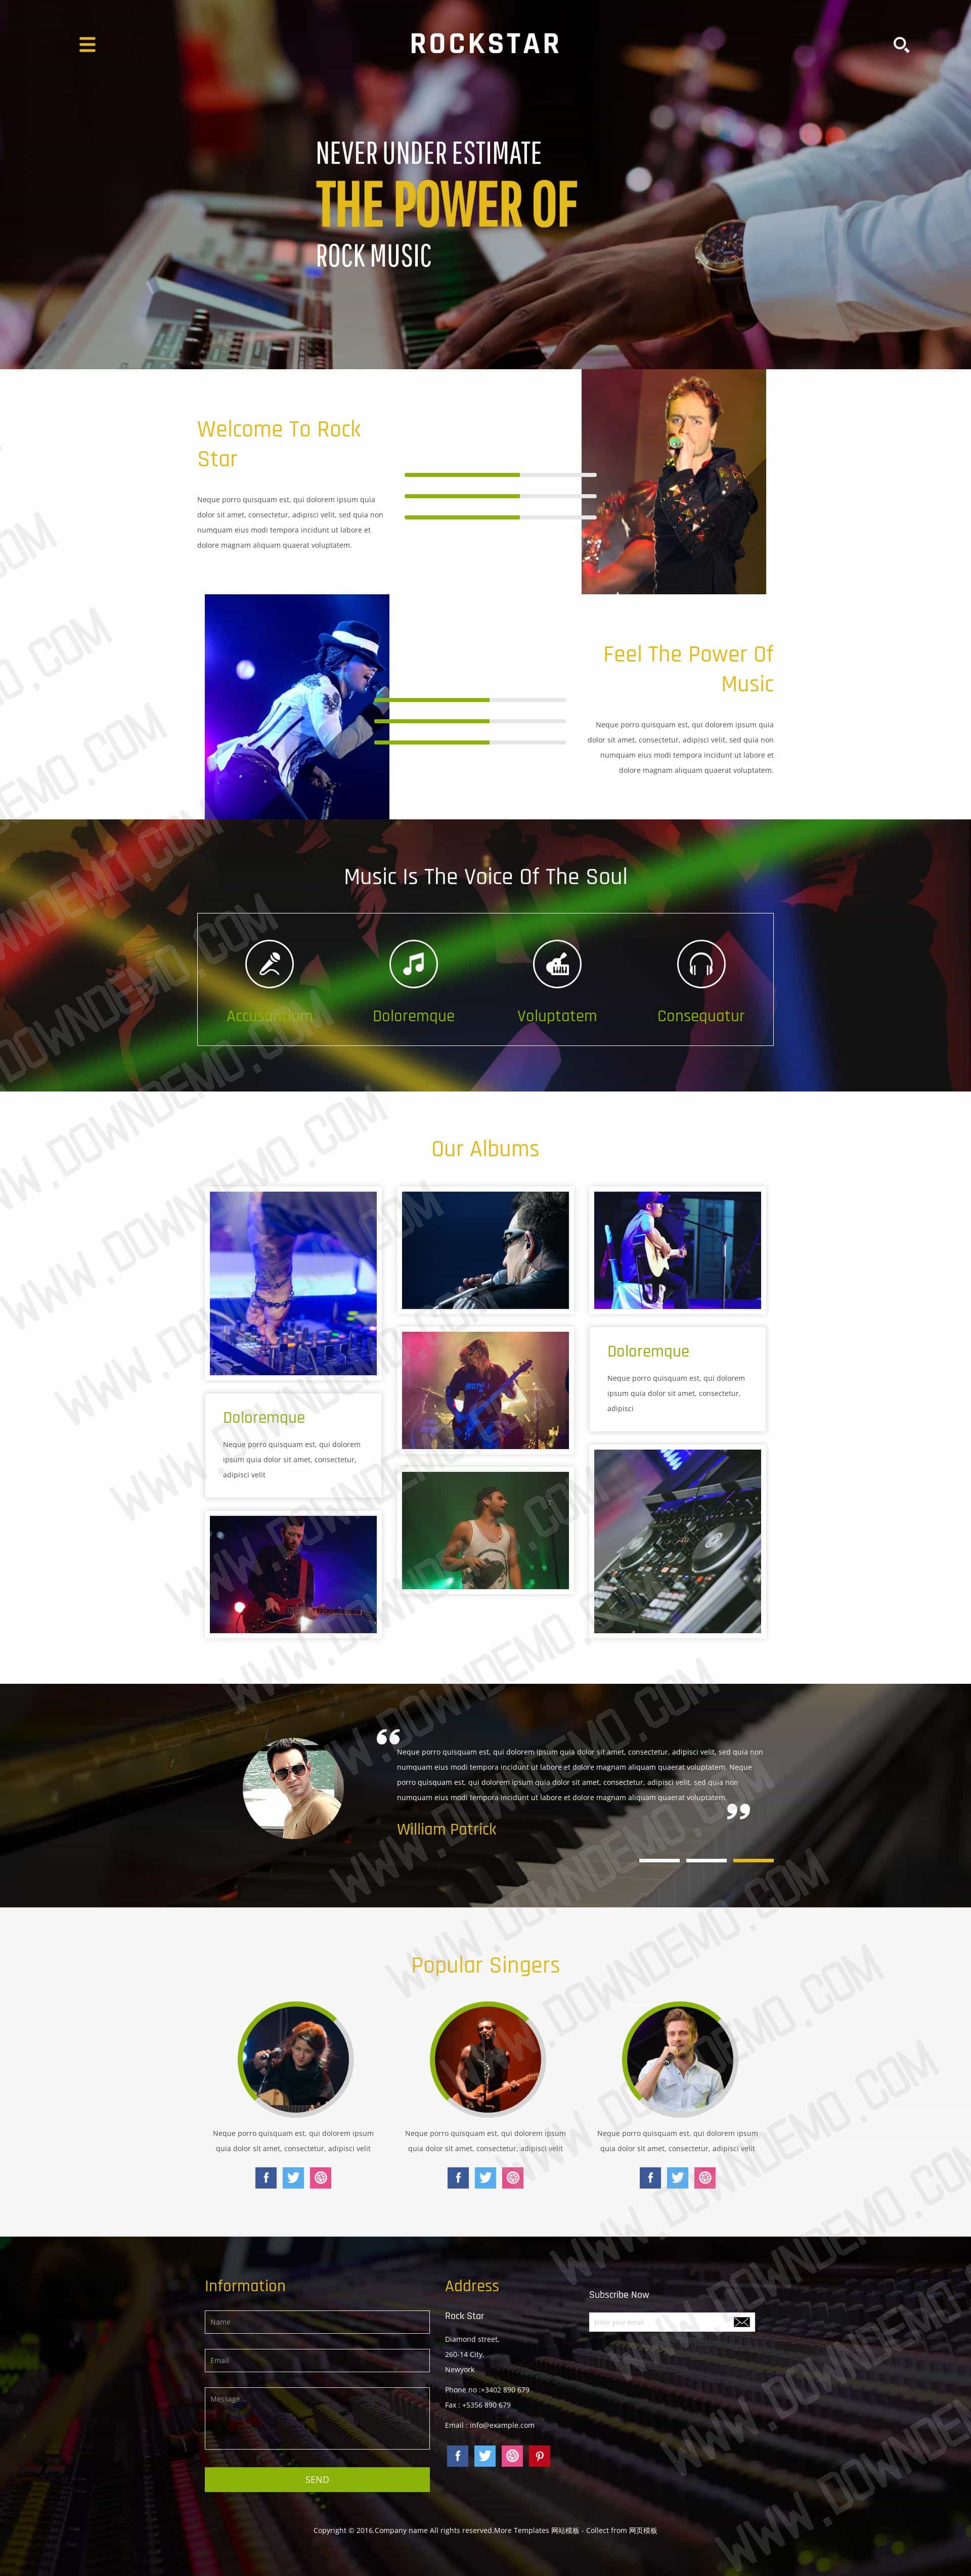 ROCKSTAR
NEVER UNDER ESTIMATE
THE POWER OF
ROCK MUSIC
Welcome To Rock
Star
Neque porro quisquam est, qui dolorem ipsum quia
dolor sit amet, consectetur, adipisci velit, sed quia non
numquam eius modi tempora incidunt ut labore et
dolore magnam aliquam quaerat voluptatem.
Feel The Power Of
Music
Neque porro quisquam est, qui dolorem ipsum quia
dolor sit amet, consectetur, adipisci velit, sed quia non
numquam eius modi tempora incidunt ut labore et
dolore magnam aliquam quaerat voluptatem.
Music Is The Voice Of The Soul
Accusantium
Doloremque
Voluptatem
Consequatur
Our Albums
Doloremque
Neque porro quisquam est, qui dolorem
ipsum quia dolor sit amet, consectetur,
adipisci velit
Doloremque
Neque porro quisquam est, qui dolorem
ipsum quia dolor sit amet, consectetur,
adipisci
“
Neque porro quisquam est, qui dolorem ipsum quia dolor sit amet, consectetur, adipisci velit, sed quia non
numquam eius modi tempora incidunt ut labore et dolore magnam aliquam quaerat voluptatem. Neque
porro quisquam est, qui dolorem ipsum quia dolor sit amet, consectetur, adipisci velit, sed quia non
numquam eius modi tempora incidunt ut labore et dolore magnam aliquam quaerat voluptatem.
”
William Patrick
Popular Singers
Neque porro quisquam est, qui dolorem ipsum
quia dolor sit amet, consectetur, adipisci velit
Neque porro quisquam est, qui dolorem ipsum
quia dolor sit amet, consectetur, adipisci velit
Neque porro quisquam est, qui dolorem ipsum
quia dolor sit amet, consectetur, adipisci velit
Information
Name
Email
Message...
SEND
Address
Rock Star
Diamond street,
260-14 City,
Newyork
Phone no :+3402 890 679
Fax : +5356 890 679
Email : info@example.com
Subscribe Now
Enter your email
Copyright © 2016.Company name All rights reserved.More Templates 网站模板 - Collect from 网页模板
WWW.DOWNDEMO.COM